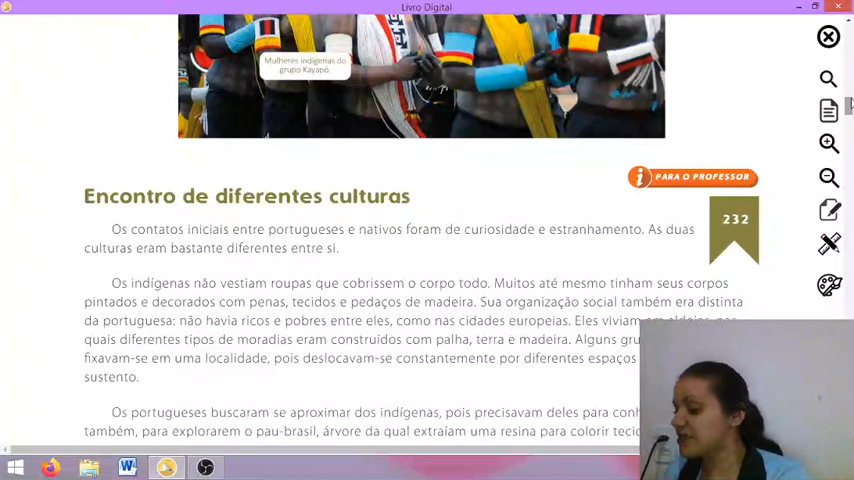 Livro Digital
Mulheres indígenas do
grupo Kayapó.
PARA O PROFESSOR
Encontro de diferentes culturas
232
Os contatos iniciais entre portugueses e nativos foram de curiosidade e estranhamento. As duas
culturas eram bastante diferentes entre si.
Os indígenas não vestiam roupas que cobrissem o corpo todo. Muitos até mesmo tinham seus corpos
pintados e decorados com penas, tecidos e pedaços de madeira. Sua organização social também era distinta
da portuguesa: não havia ricos e pobres entre eles, como nas cidades europeias. Eles viviam em aldeias, nas
quais diferentes tipos de moradias eram construídos com palha, terra e madeira. Alguns
fixavam-se em uma localidade, pois deslocavam-se constantemente por diferentes espaços
sustento.
Os portugueses buscaram se aproximar dos indígenas, pois precisavam deles para
também, para explorarem o pau-brasil, árvore da qual extraíam uma resina para colorir